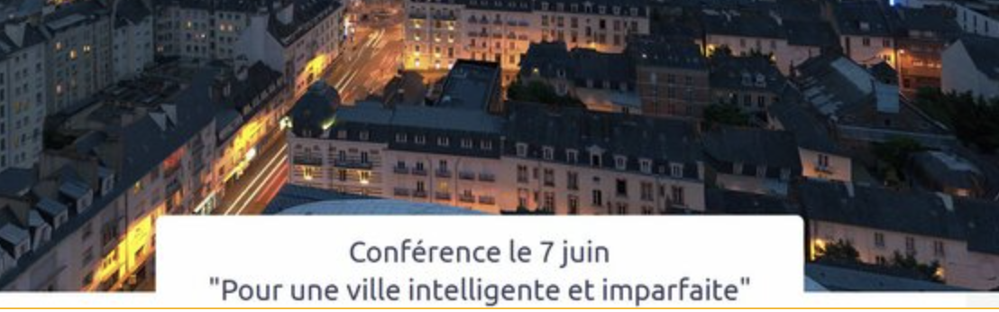 Conférence le 7 juin
"Pour une ville intelligente et imparfaite"